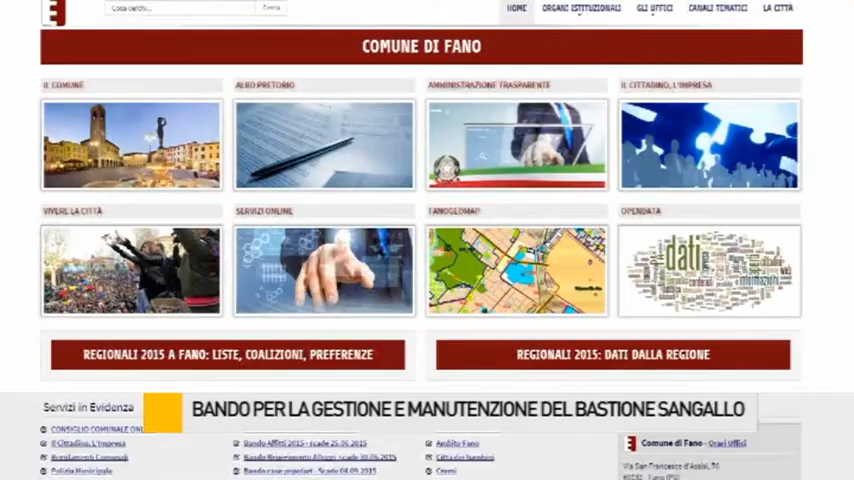 Cosa cerchi... Cerca
HOME ORGANI ISTITUZIONALI GLI UFFICI CANALI TEMATICI LA CITTÀ
COMUNE DI FANO
IL COMUNE ALBO PRETORIO AMMINISTRAZIONE TRASPARENTE IL CITTADINO, L'IMPRESA
VIVERE LA CITTÀ SERVIZI ONLINE FANOGEOMAP OPENDATA
dati
REGIONALI 2015 A FANO: LISTE, COALIZIONI, PREFERENZE REGIONALI 2015: DATI DALLA REGIONE
Servizi in Evidenza
BANDO PER LA GESTIONE E MANUTENZIONE DEL BASTIONE SANGALLO
CONSIGLIO COMUNALE
Il Cittadino, L'Impresa Bando Affitti 2015 - scade 25.06.2015 Ambito Fano Comune di Fano - Orari Uffici
Regolamenti Comunali Bando Reperimento Alloggi scade 30.06.2015 Città dei bambini
Polizia Municipale Bando case popolari - Scade 04.09.2015 Cremi Via San Francesco d'Assisi, 76
Fano (PU)